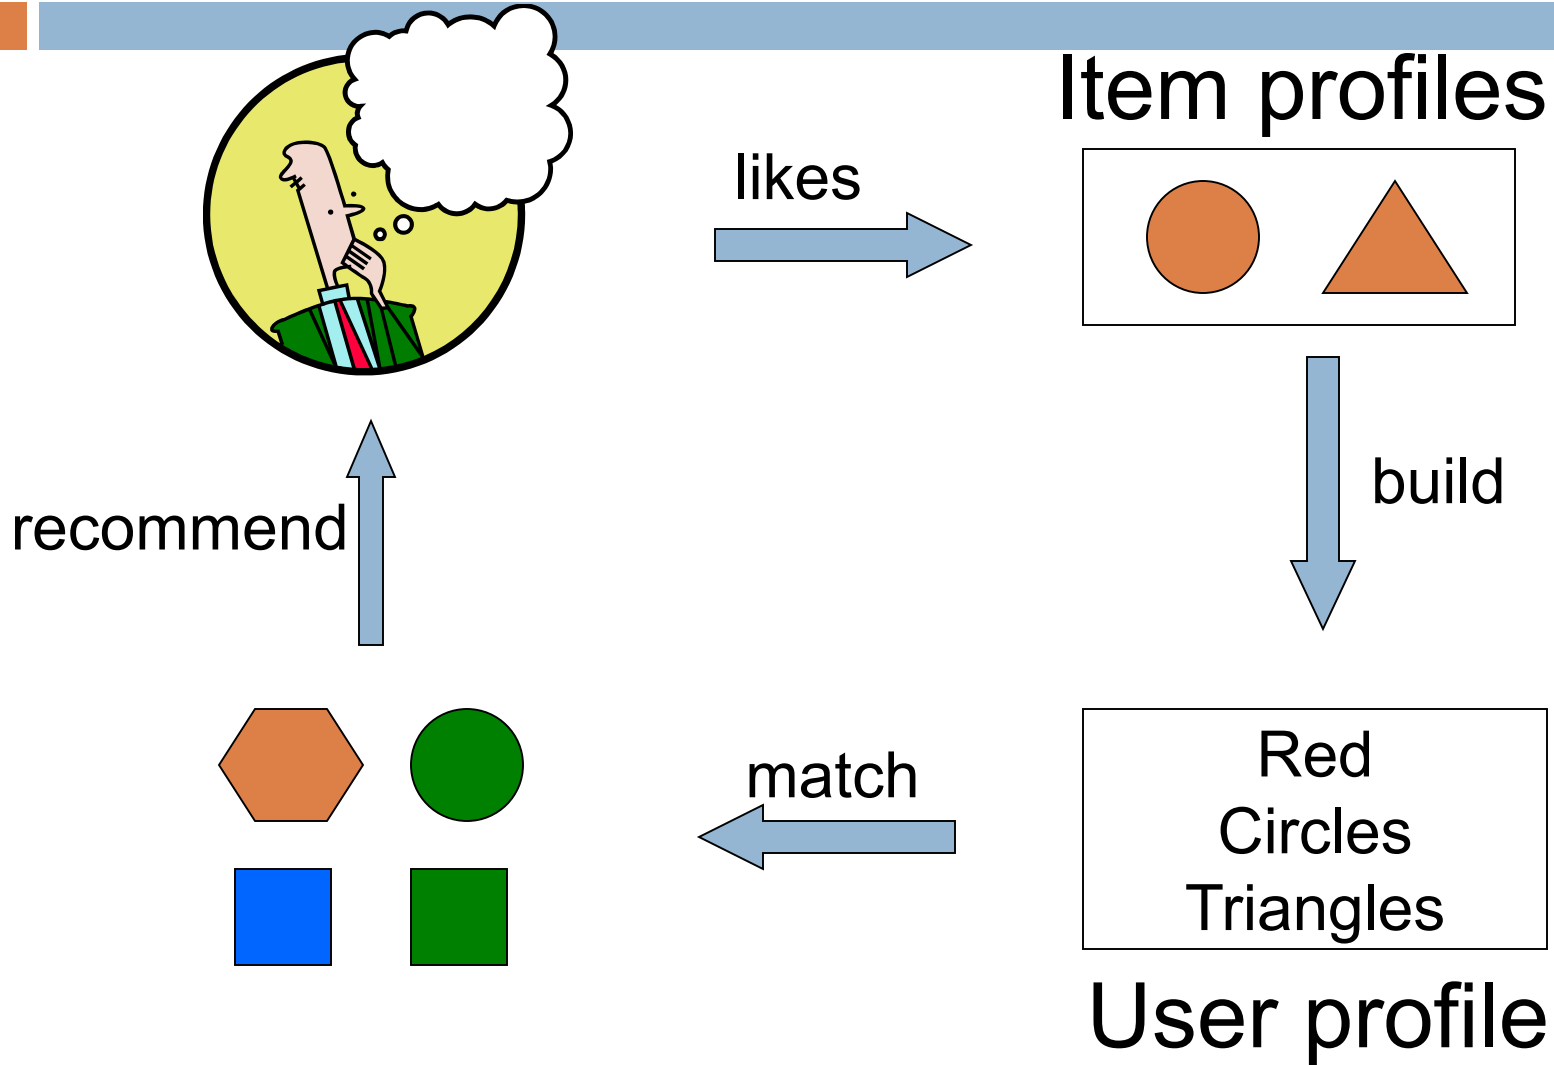 Item profiles
likes
build
recommend
match
Red
Circles
Triangles
User profile